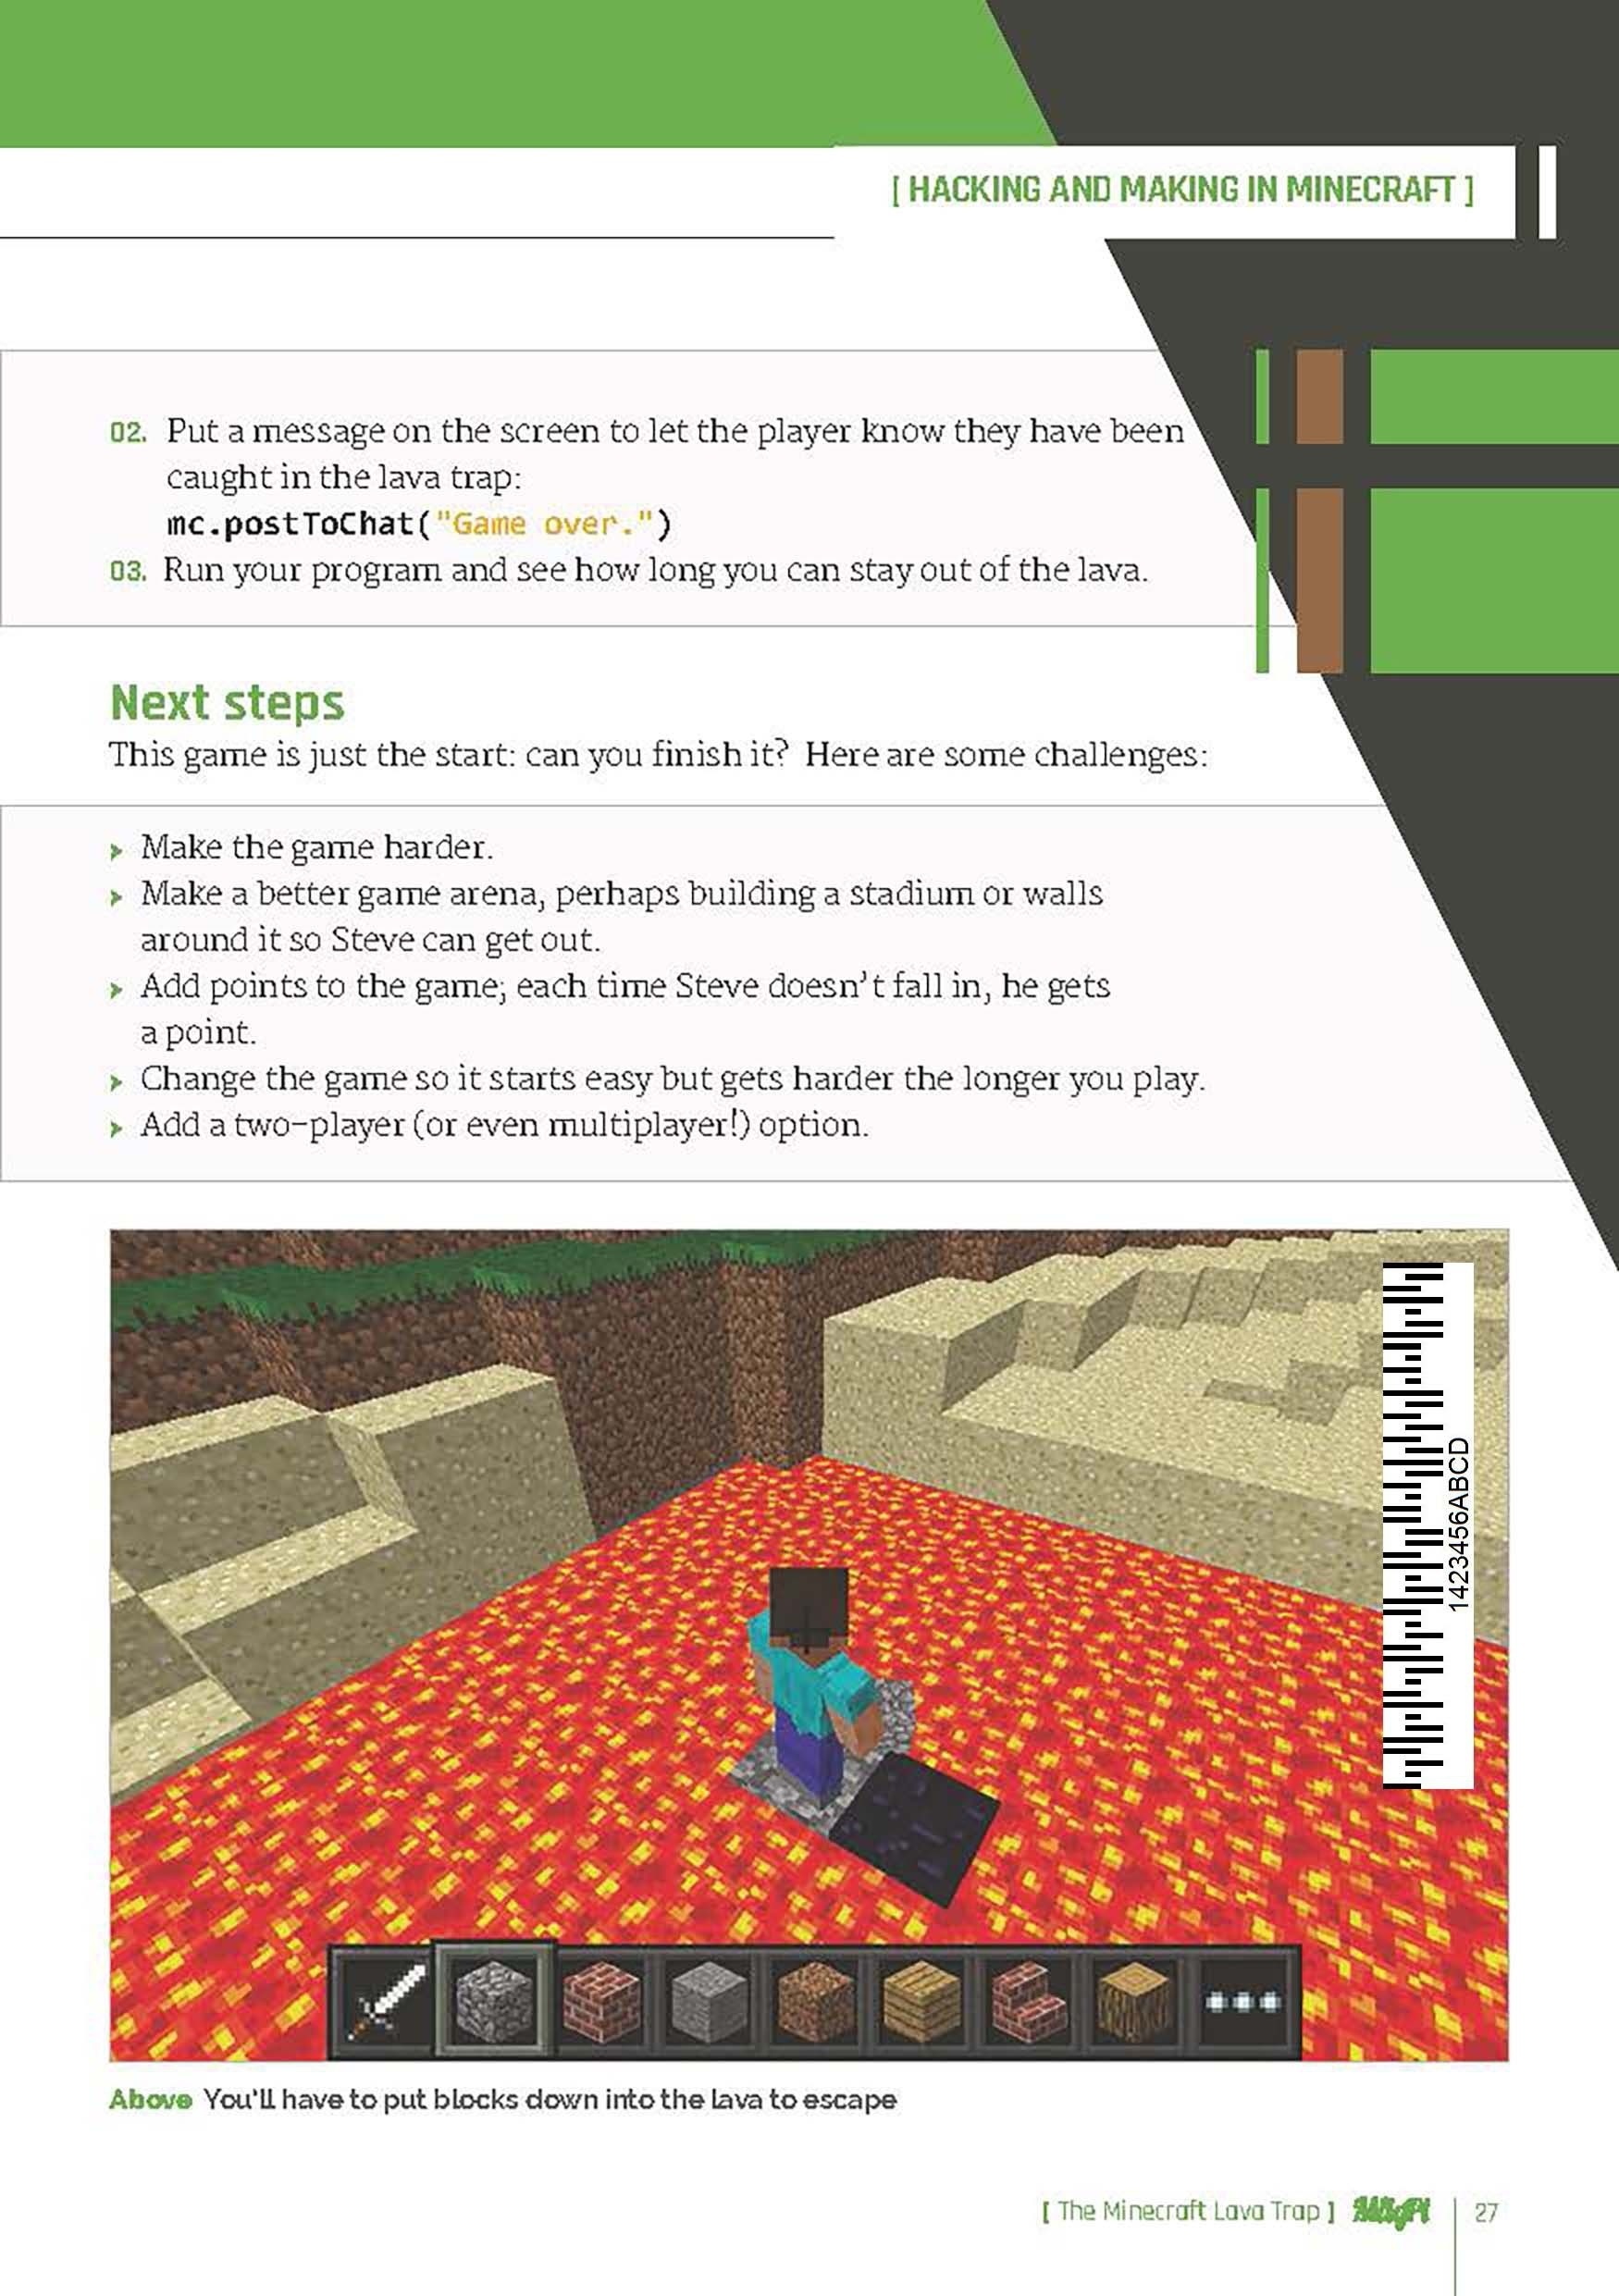 [ HACKING AND MAKING IN MINECRAFT ]
02. Put a message on the screen to let the player know they have been
caught in the lava trap:
mc.postToChat("Game over.")
03. Run your program and see how long you can stay out of the lava.
Next steps
This game is just the start: can you finish it? Here are some challenges:
Make the game harder.
Make a better game arena, perhaps building a stadium or walls
around it so Steve can get out.
Add points to the game; each time Steve doesn't fall in, he gets
a point.
Change the game so it starts easy but gets harder the longer you play.
Add a two-player (or even multiplayer!) option.
1423456ABCD
Above You'll have to put blocks down into the lava to escape
[ The Minecraft Lava Trap ]
27